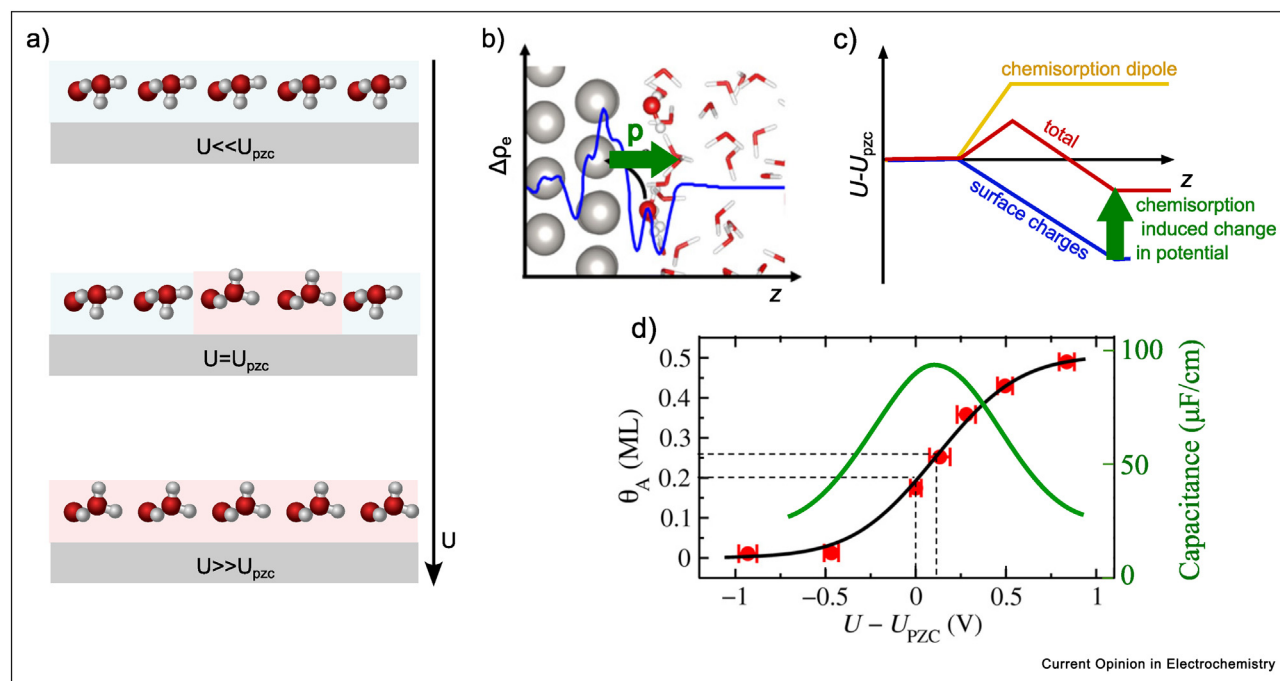 a)
U<<Upzc
U=Upzc
U>>Upzc
U
b)
Δρe
p
z
c)
U-Upzc
chemisorption dipole
total
surface charges
z
chemisorption
induced change
in potential
d)
θA (ML)
0.5
0.4
0.3
0.2
0.1
0
−1
−0.5
0
0.5
1
U − UPZC (V)
100
50
0
Capacitance (μF/cm)
Current Opinion in Electrochemistry